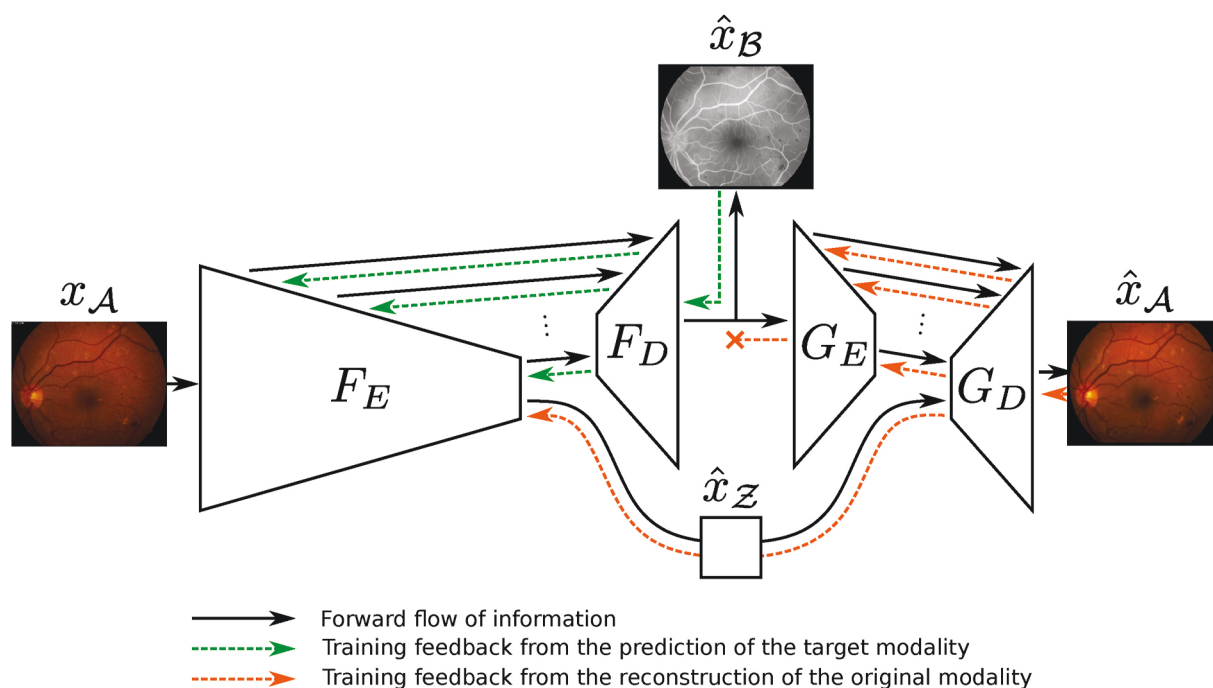 x̂_ℬ
x_𝒜
x̂_𝒜
F_E
F_D
G_E
G_D
x̂_𝒵
Forward flow of information
Training feedback from the prediction of the target modality
Training feedback from the reconstruction of the original modality